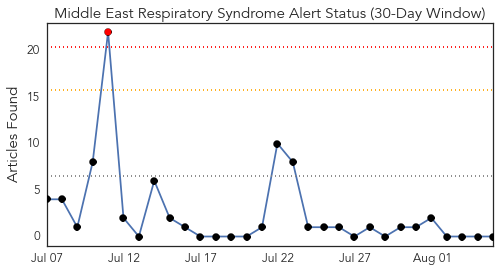 Middle East Respiratory Syndrome Alert Status (30-Day Window)
Articles Found
20
15
10
5
0
Jul 07 Jul 12 Jul 17 Jul 22 Jul 27 Aug 01